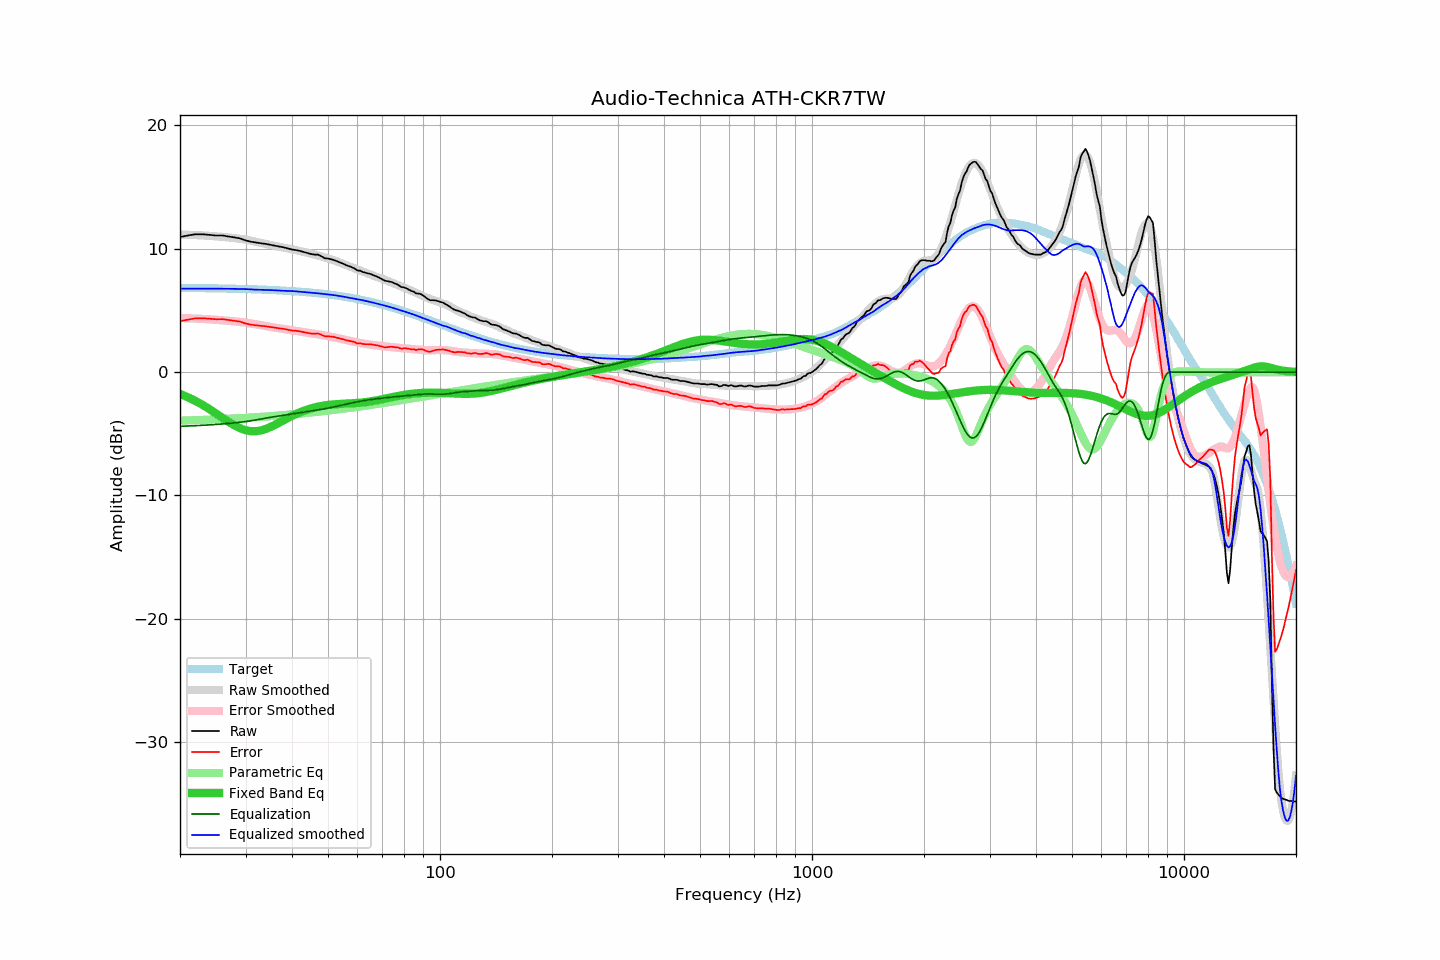 Audio-Technica ATH-CKR7TW
20
10
0
−10
−20
−30
Amplitude (dBr)
Target
Raw Smoothed
Error Smoothed
Raw
Error
Parametric Eq
Fixed Band Eq
Equalization
Equalized smoothed
100 1000 10000
Frequency (Hz)